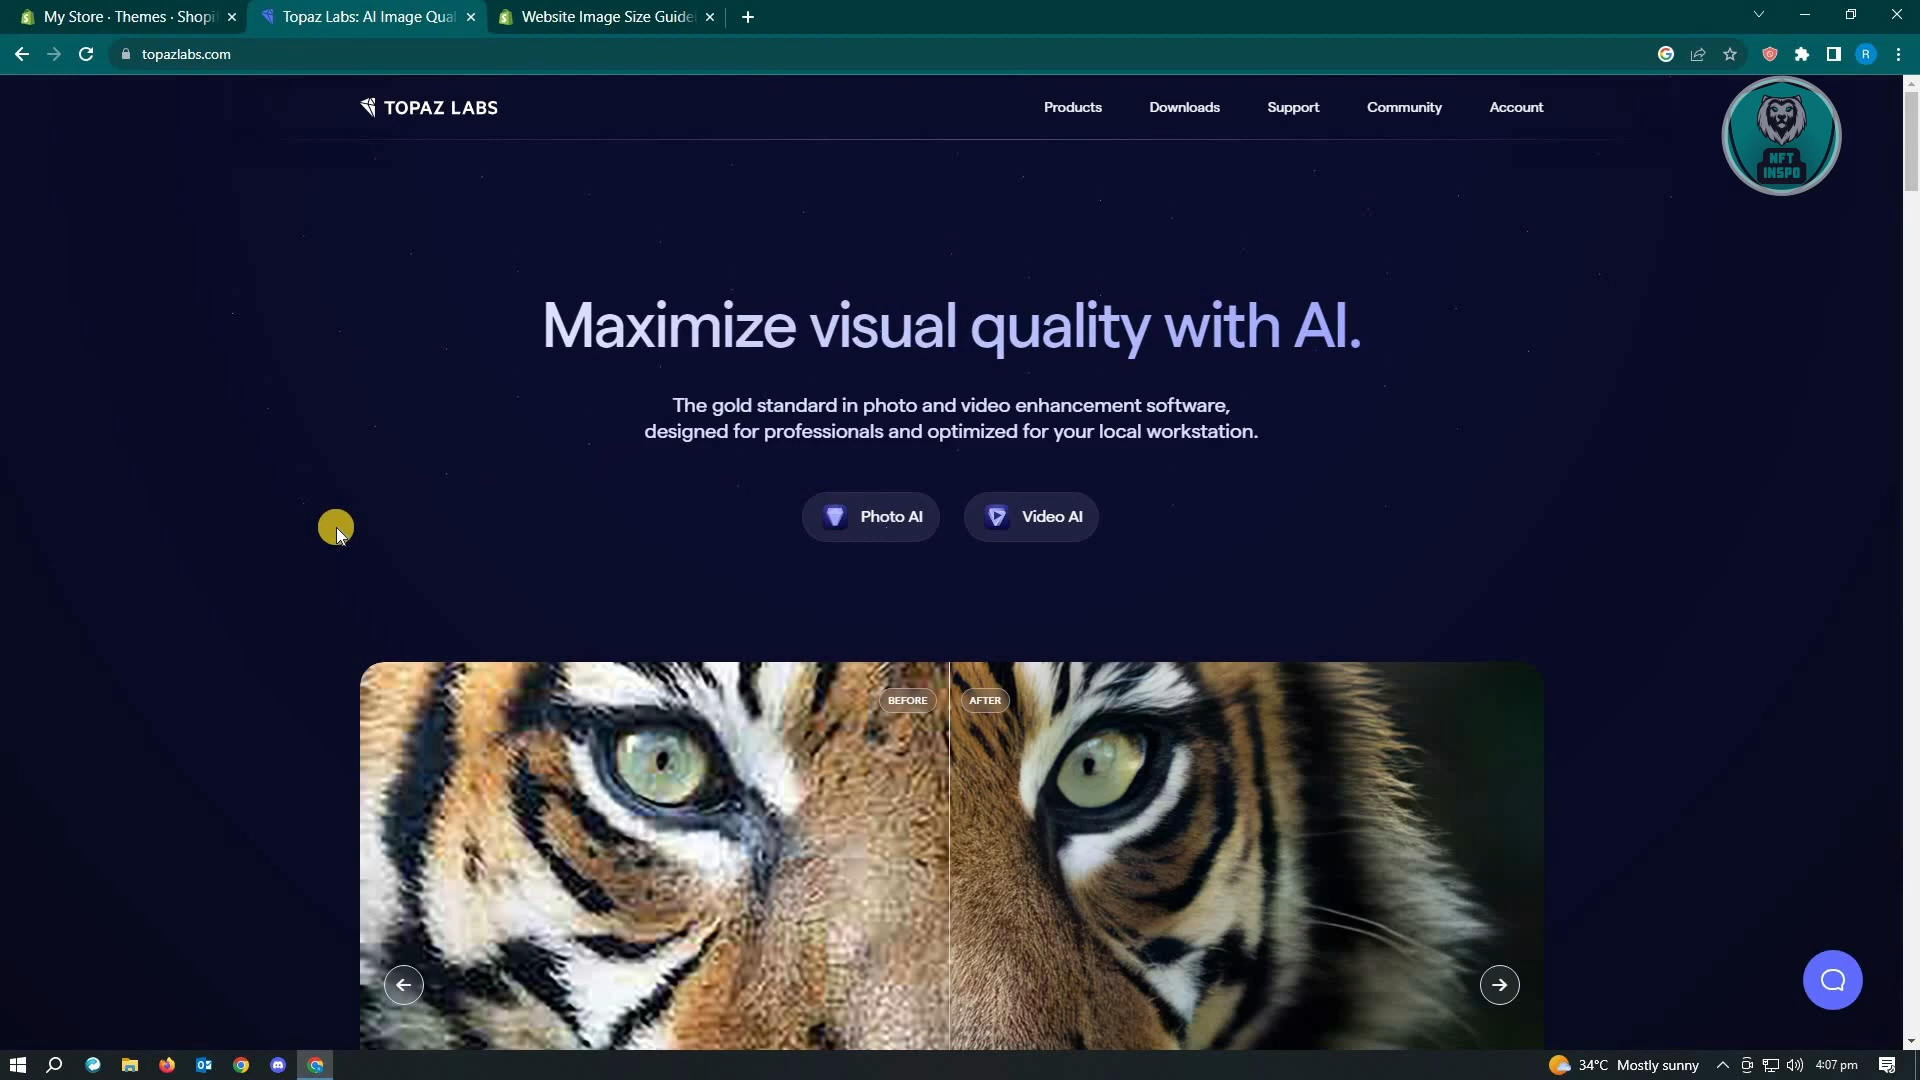 My Store · Themes · Shopi
Topaz Labs: AI Image Qual
Website Image Size Guide
topazlabs.com
R
TOPAZ LABS
Products
Downloads
Support
Community
Account
NFT
INSPO
Maximize visual quality with AI.
The gold standard in photo and video enhancement software,
designed for professionals and optimized for your local workstation.
Photo AI
Video AI
BEFORE
AFTER
34°C Mostly sunny
4:07 pm